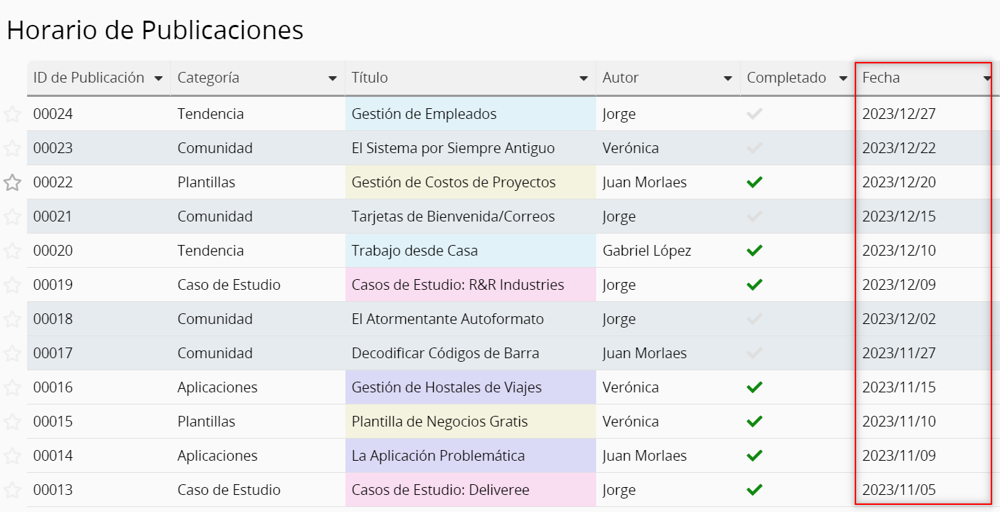 Horario de Publicaciones
ID de Publicación Categoría Título Autor Completado Fecha
00024 Tendencia Gestión de Empleados Jorge 2023/12/27
00023 Comunidad El Sistema por Siempre Antiguo Verónica 2023/12/22
00022 Plantillas Gestión de Costos de Proyectos Juan Morlaes 2023/12/20
00021 Comunidad Tarjetas de Bienvenida/Correos Jorge 2023/12/15
00020 Tendencia Trabajo desde Casa Gabriel López 2023/12/10
00019 Caso de Estudio Casos de Estudio: R&R Industries Jorge 2023/12/09
00018 Comunidad El Atormentante Autoformato Jorge 2023/12/02
00017 Comunidad Decodificar Códigos de Barra Juan Morlaes 2023/11/27
00016 Aplicaciones Gestión de Hostales de Viajes Verónica 2023/11/15
00015 Plantillas Plantilla de Negocios Gratis Verónica 2023/11/10
00014 Aplicaciones La Aplicación Problemática Juan Morlaes 2023/11/09
00013 Caso de Estudio Casos de Estudio: Deliveree Jorge 2023/11/05